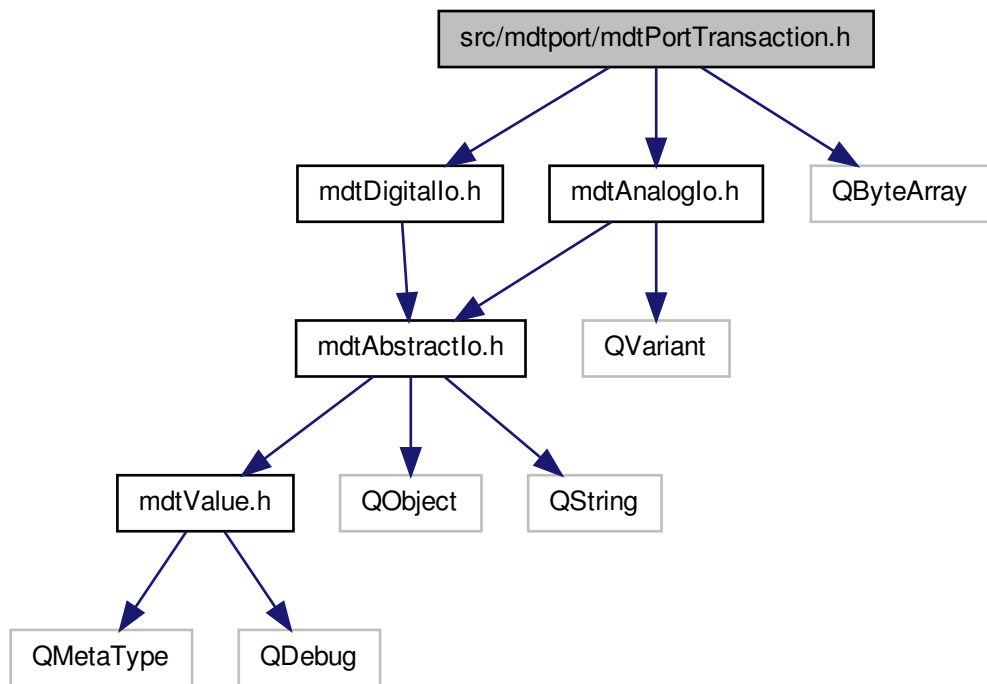 src/mdtport/mdtPortTransaction.h
mdtDigitalIo.h
mdtAnalogIo.h
QByteArray
mdtAbstractIo.h
QVariant
mdtValue.h
QObject
QString
QMetaType
QDebug